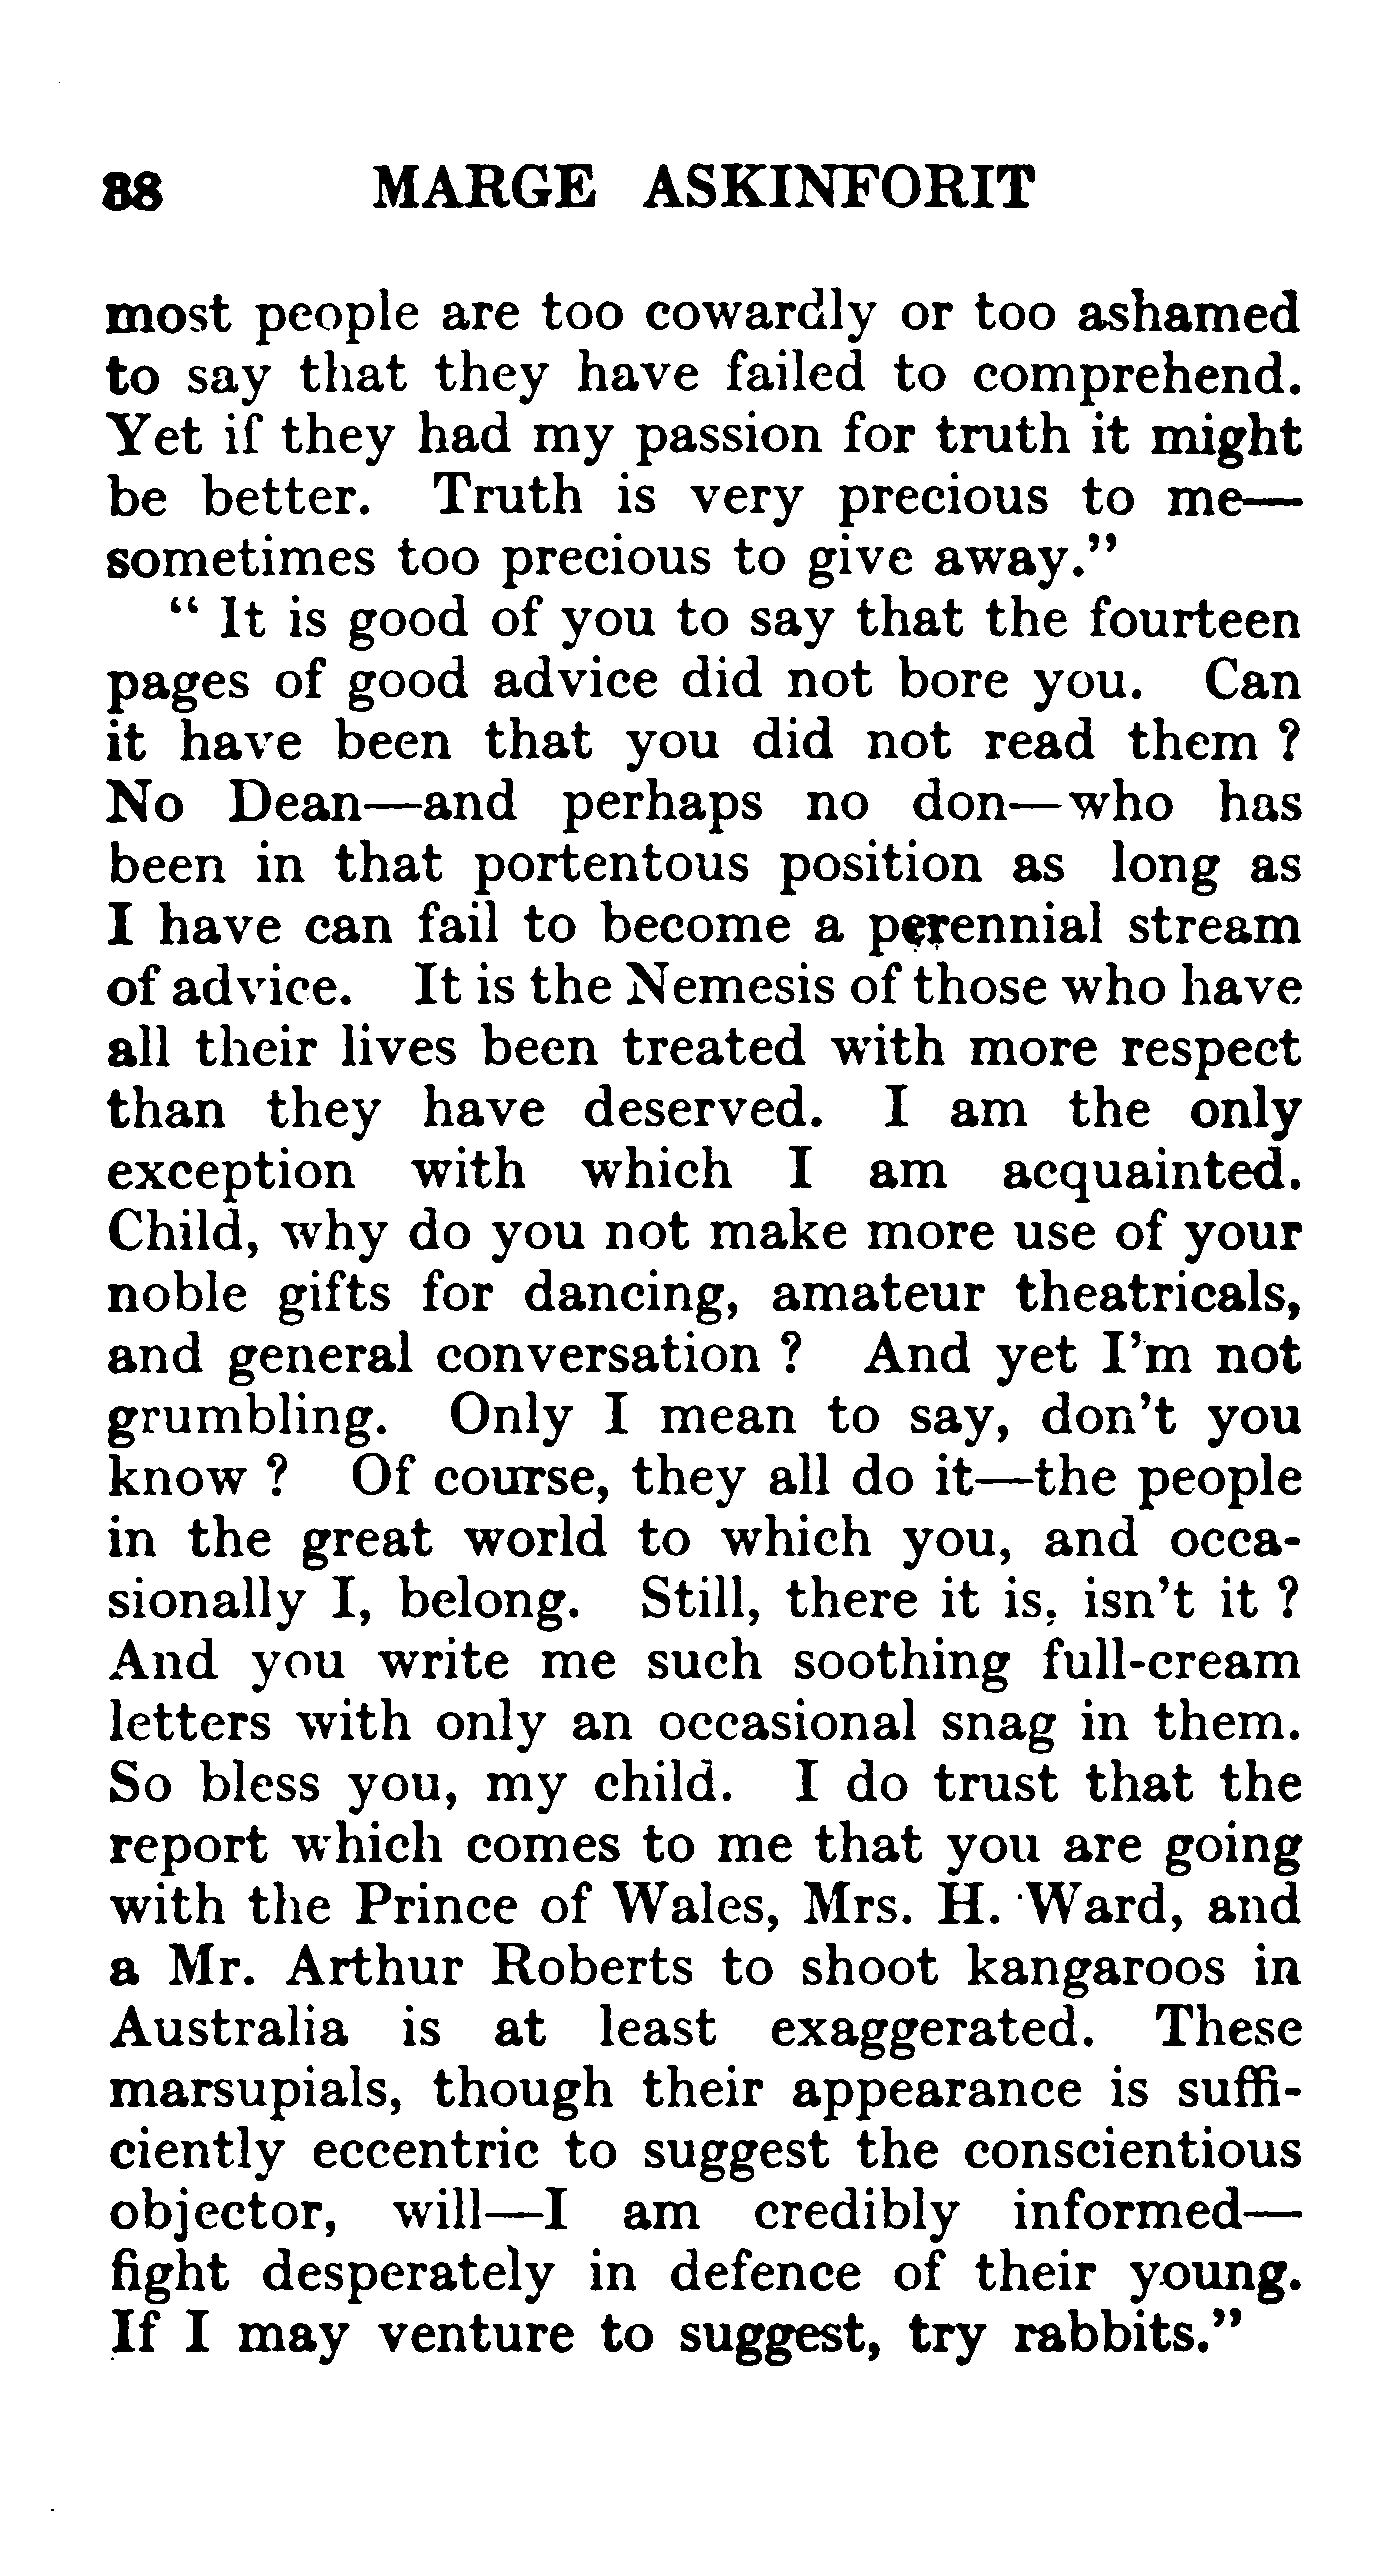 88 MARGE ASKINFORIT
most people are too cowardly or too ashamed
to say that they have failed to comprehend.
Yet if they had my passion for truth it might
be better. Truth is very precious to me—
sometimes too precious to give away.”
“ It is good of you to say that the fourteen
pages of good advice did not bore you. Can
it have been that you did not read them ?
No Dean—and perhaps no don—who has
been in that portentous position as long as
I have can fail to become a perennial stream
of advice. It is the Nemesis of those who have
all their lives been treated with more respect
than they have deserved. I am the only
exception with which I am acquainted.
Child, why do you not make more use of your
noble gifts for dancing, amateur theatricals,
and general conversation ? And yet I’m not
grumbling. Only I mean to say, don’t you
know ? Of course, they all do it—the people
in the great world to which you, and occa-
sionally I, belong. Still, there it is, isn’t it ?
And you write me such soothing full-cream
letters with only an occasional snag in them.
So bless you, my child. I do trust that the
report which comes to me that you are going
with the Prince of Wales, Mrs. H. Ward, and
a Mr. Arthur Roberts to shoot kangaroos in
Australia is at least exaggerated. These
marsupials, though their appearance is suffi-
ciently eccentric to suggest the conscientious
objector, will—I am credibly informed—
fight desperately in defence of their young.
If I may venture to suggest, try rabbits.”